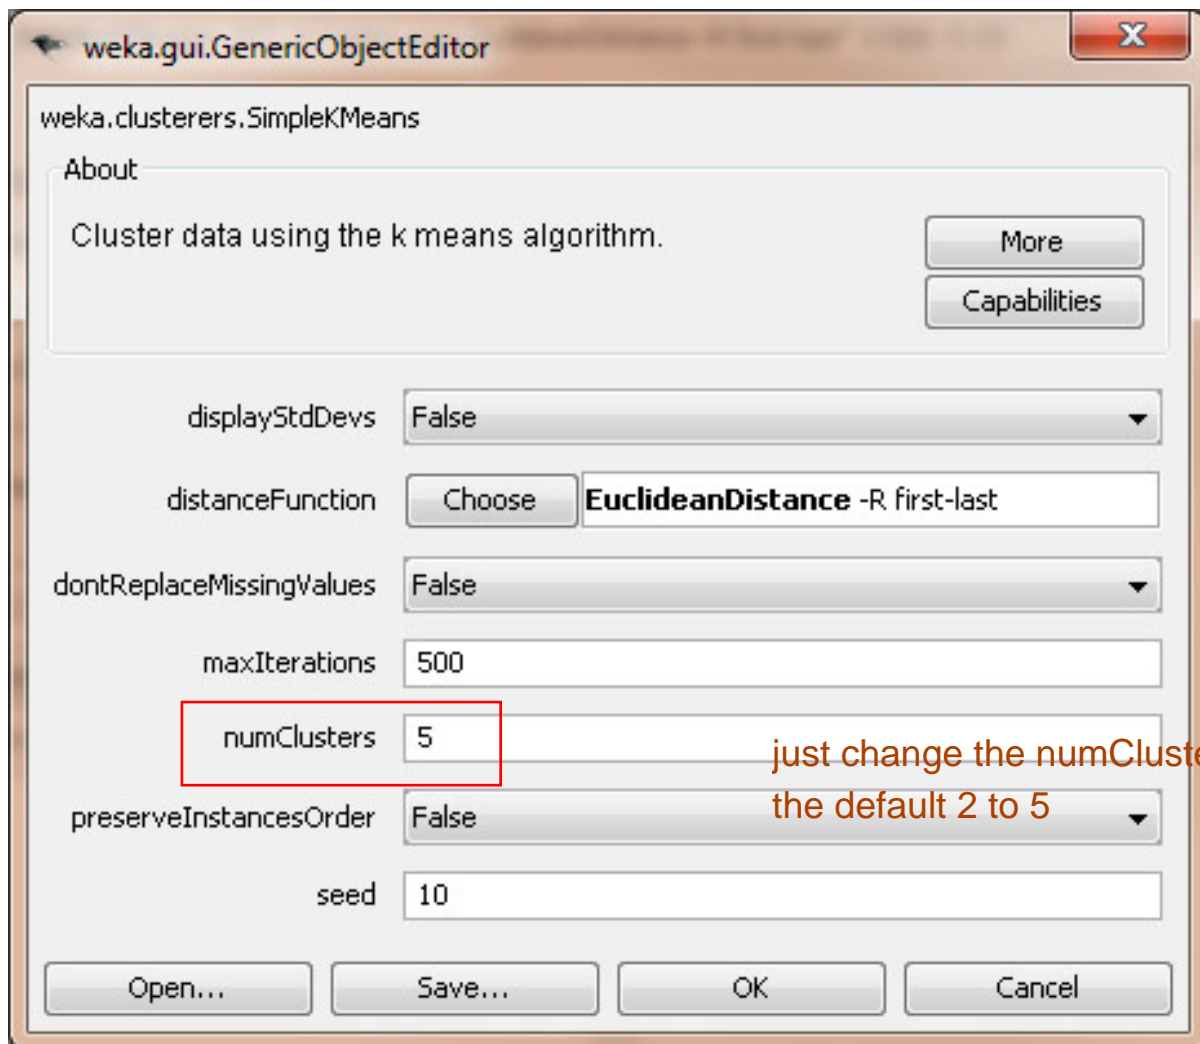 weka.gui.GenericObjectEditor
weka.clusterers.SimpleKMeans
About
Cluster data using the k means algorithm.
More
Capabilities
displayStdDevs False
distanceFunction Choose EuclideanDistance -R first-last
dontReplaceMissingValues False
maxIterations 500
numClusters 5
just change the numCluste
the default 2 to 5
preserveInstancesOrder False
seed 10
Open... Save... OK Cancel